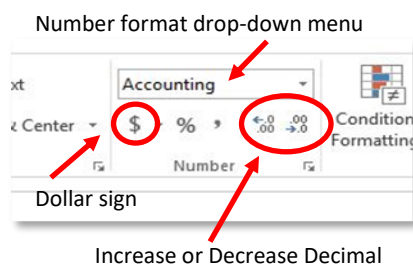 Number format drop-down menu
xt
Accounting
& Center
$ % ,
←.0 .00
.00 →.0
Condition
Formatting
Number
Dollar sign
Increase or Decrease Decimal